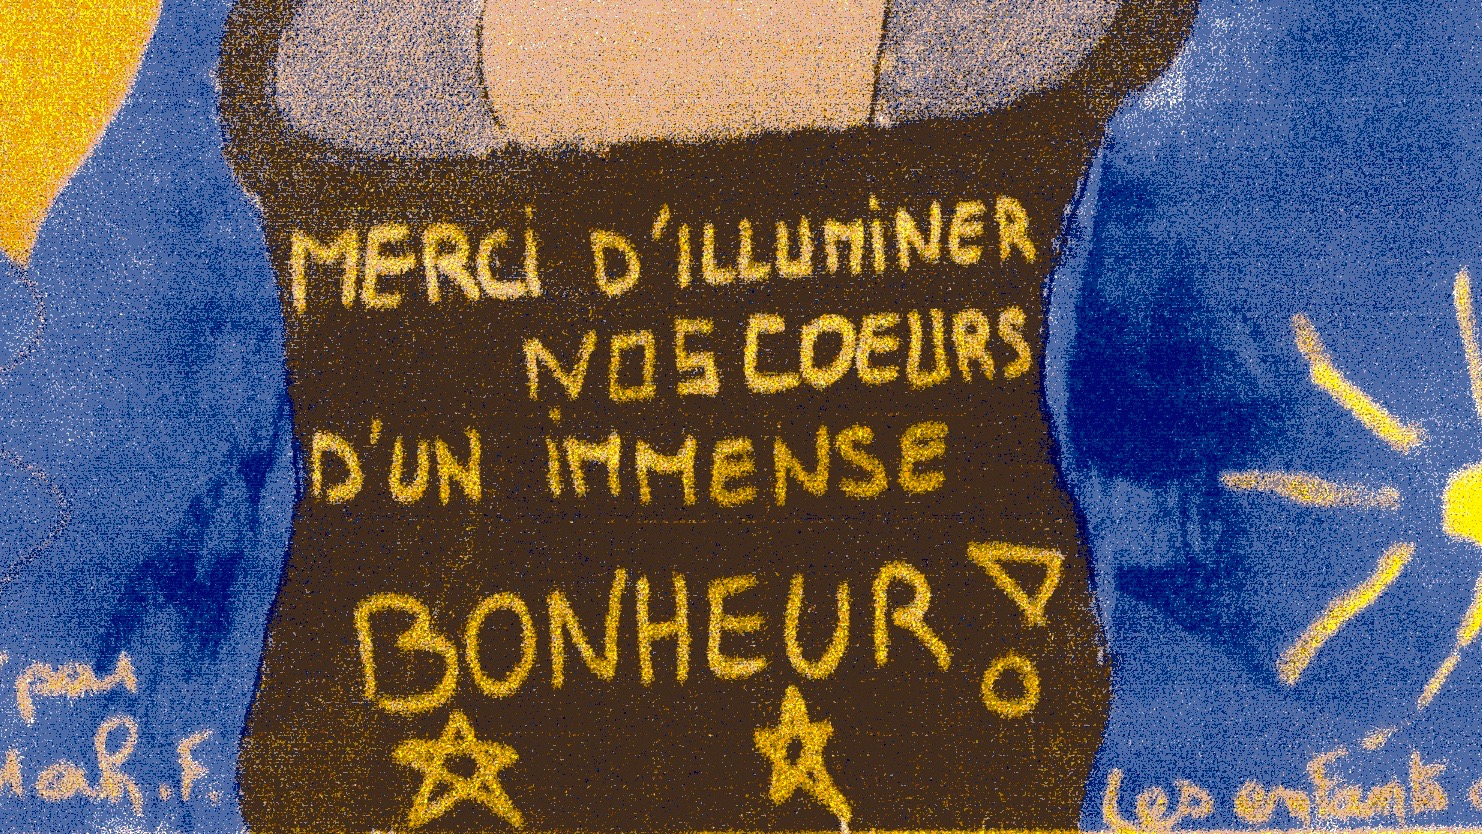 MERCi D'ILLUMiNER
NOS COEURS
D'UN iMMENSE
BONHEUR !
par
Les enfants